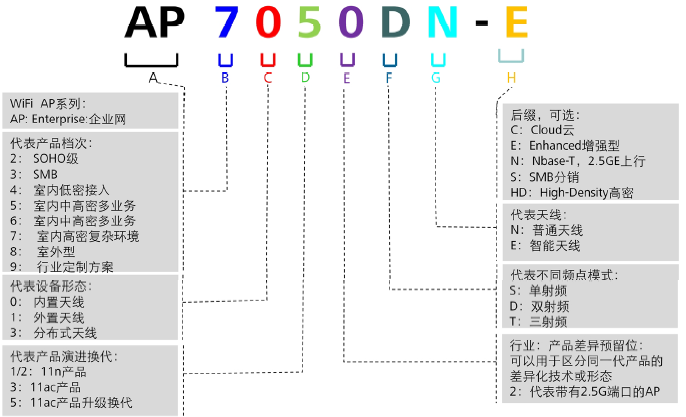 AP 7 0 5 0 D N - E
A B C D E F G H
WiFi AP系列：
AP: Enterprise:企业网
代表产品档次：
2： SOHO级
3： SMB
4： 室内低密接入
5： 室内中高密多业务
6： 室内中高密多业务
7： 室内高密复杂环境
8： 室外型
9： 行业定制方案
代表设备形态：
0： 内置天线
1： 外置天线
3： 分布式天线
代表产品演进换代：
1/2： 11n产品
3： 11ac产品
5： 11ac产品升级换代
后缀，可选：
C：Cloud云
E：Enhanced增强型
N：Nbase-T，2.5GE上行
S：SMB分销
HD：High-Density高密
代表天线：
N：普通天线
E：智能天线
代表不同频点模式：
S：单射频
D：双射频
T：三射频
行业：产品差异预留位：
可以用于区分同一代产品的
差异化技术或形态
2：代表带有2.5G端口的AP